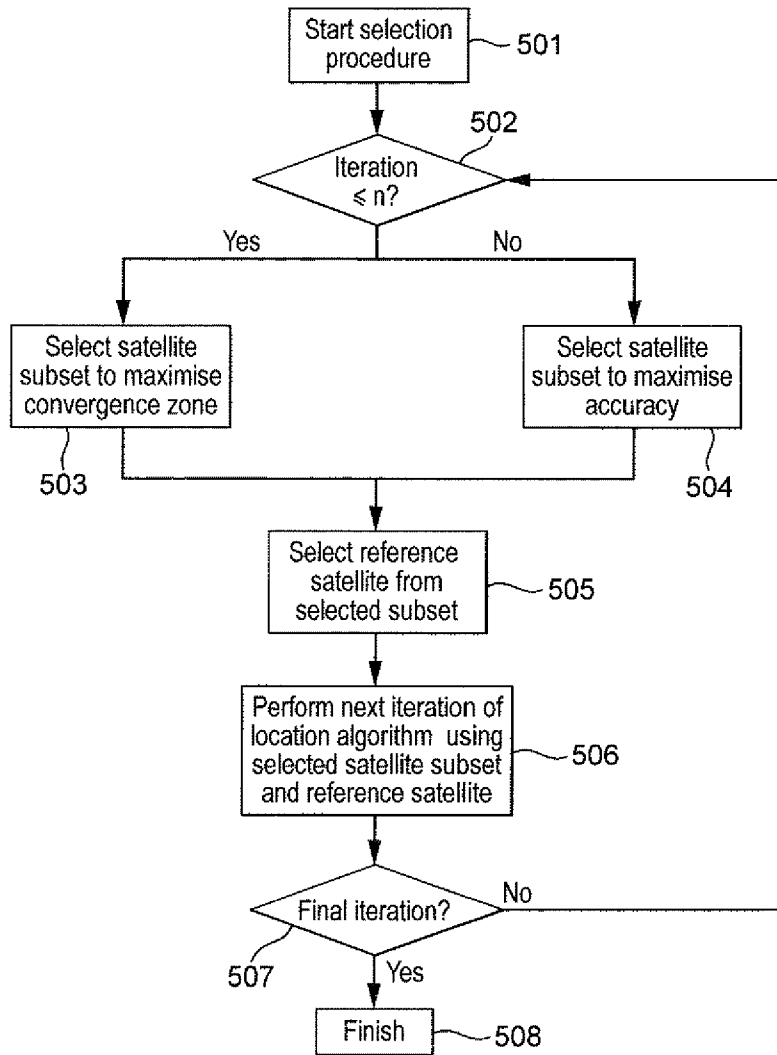 Start selection
procedure
501
502
Iteration
≤ n?
Yes
No
Select satellite
subset to maximise
convergence zone
503
Select satellite
subset to maximise
accuracy
504
Select reference
satellite from
selected subset
505
Perform next iteration of
location algorithm using
selected satellite subset
and reference satellite
506
Final iteration?
No
507
Yes
Finish
508